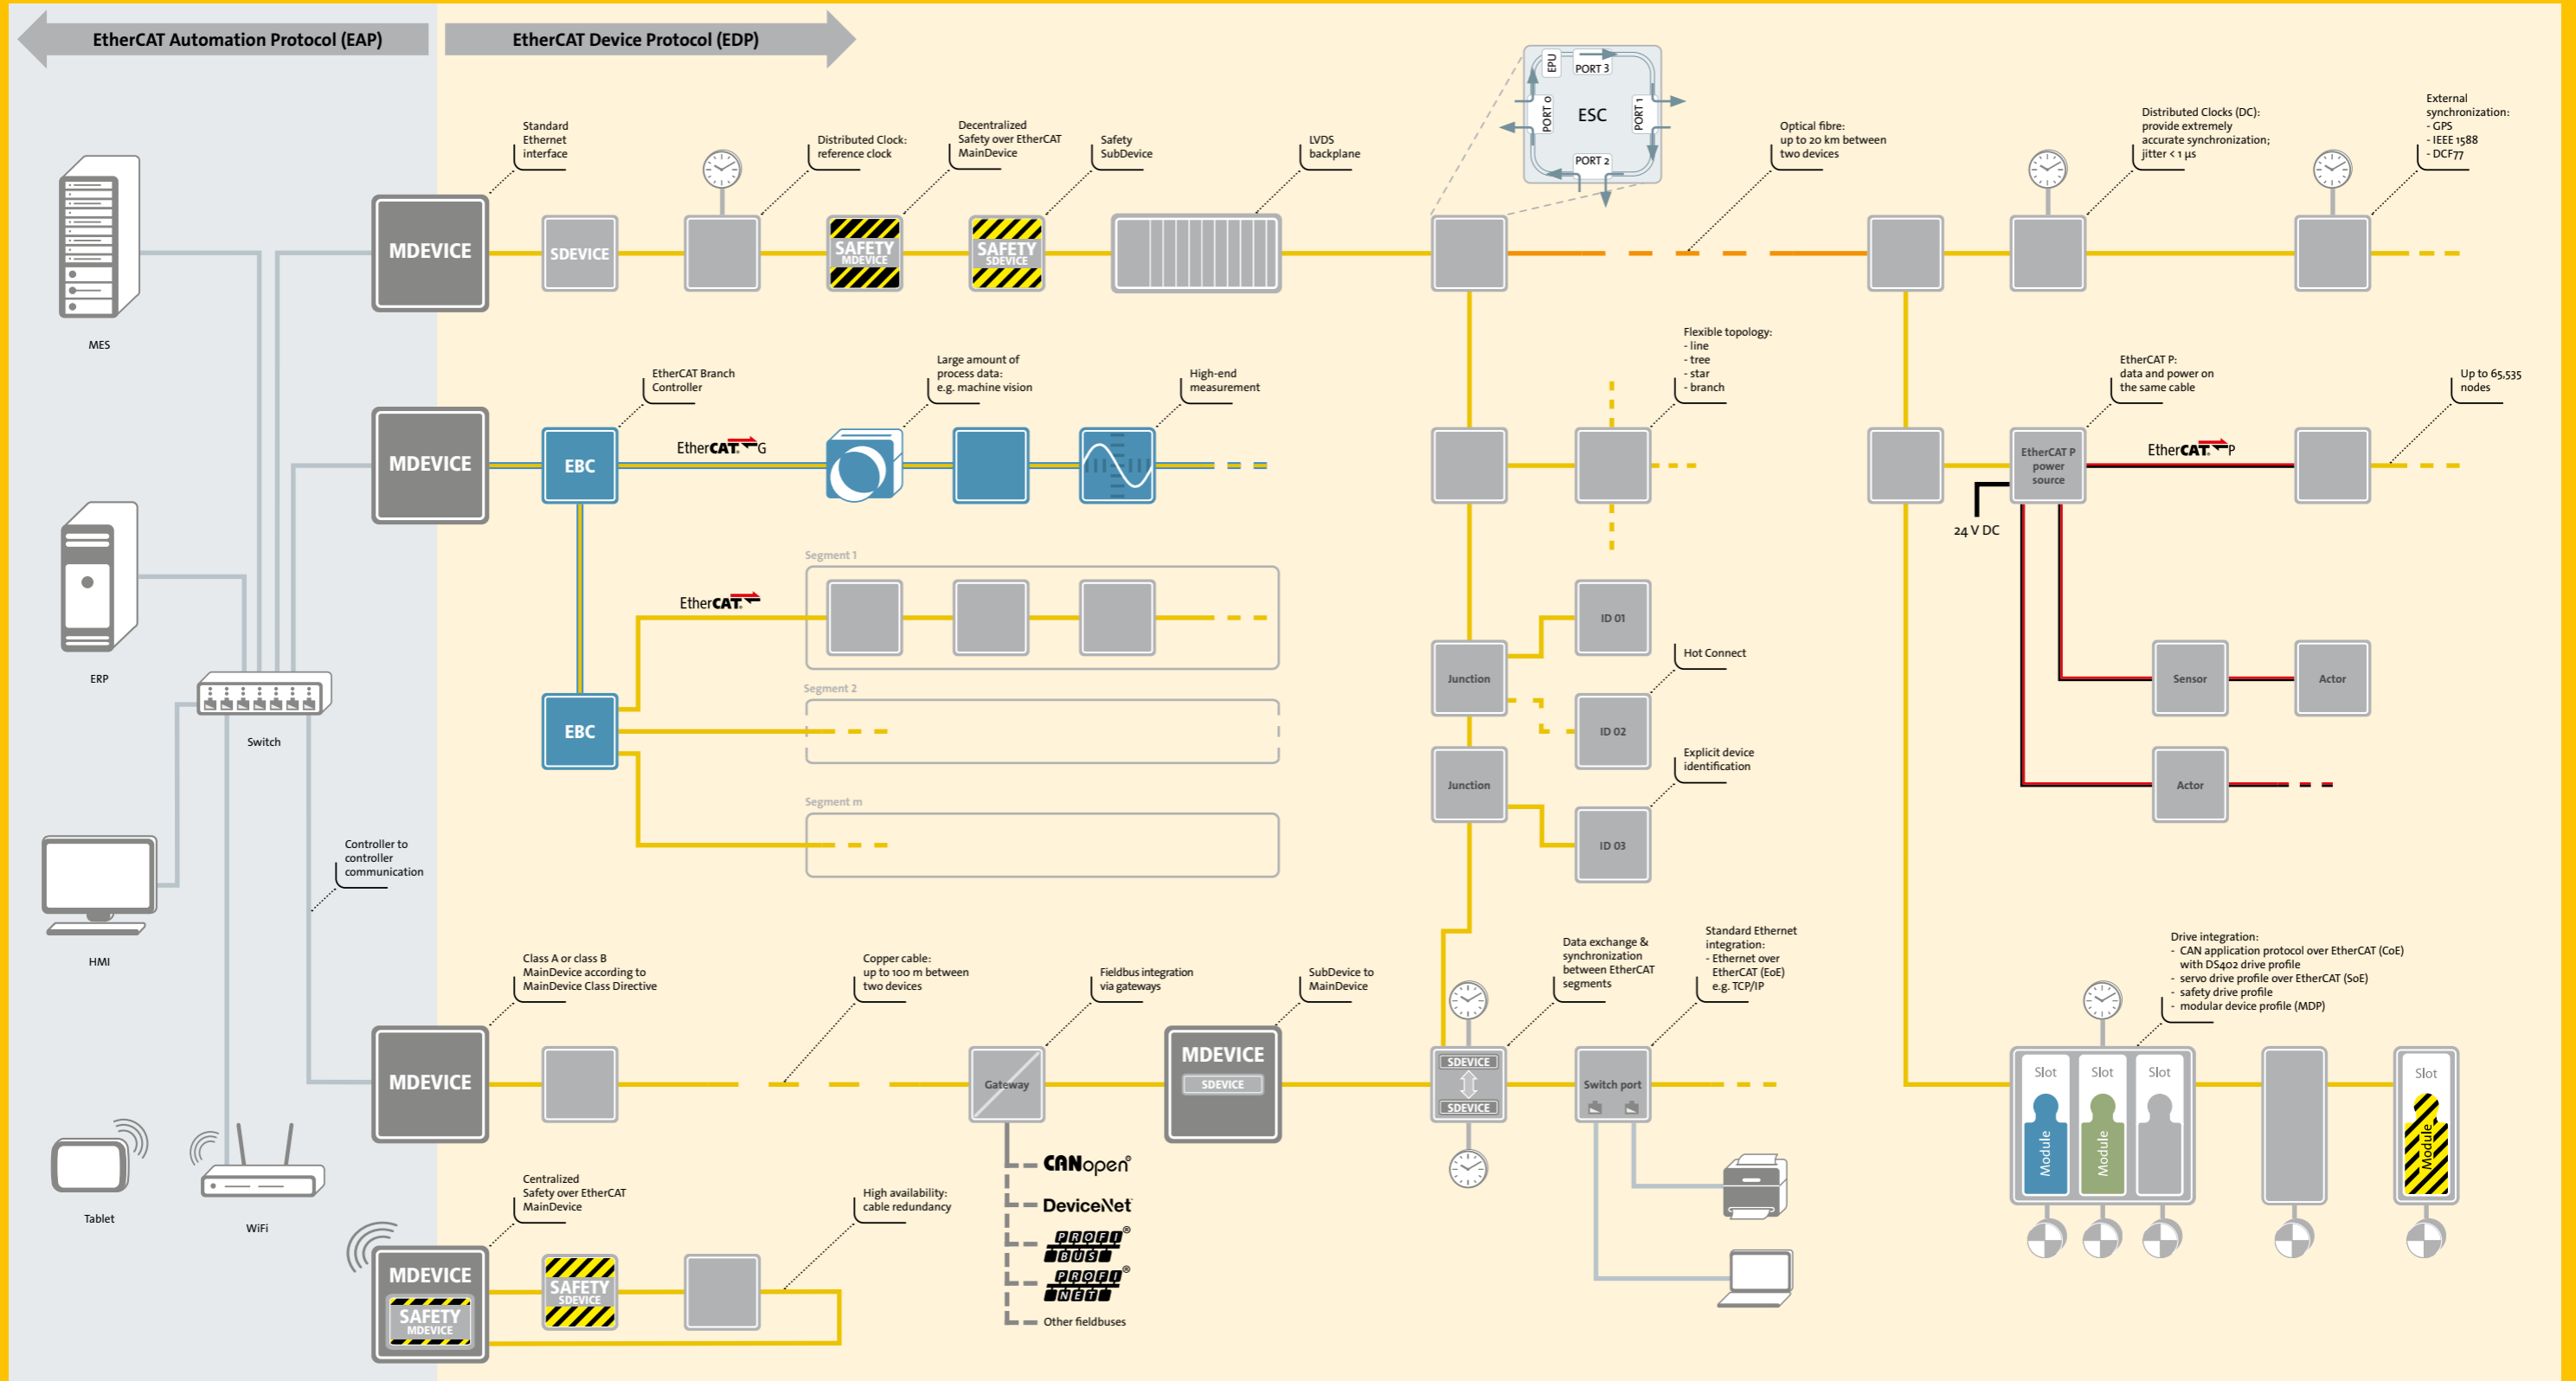 EtherCAT Automation Protocol (EAP)
EtherCAT Device Protocol (EDP)
EPU
PORT 3
PORT 0
ESC
PORT 1
PORT 2
Standard
Ethernet
interface
Distributed Clock:
reference clock
Decentralized
Safety over EtherCAT
MainDevice
Safety
SubDevice
LVDS
backplane
Optical fibre:
up to 20 km between
two devices
Distributed Clocks (DC):
provide extremely
accurate synchronization;
jitter < 1 µs
External
synchronization:
- GPS
- IEEE 1588
- DCF77
MDEVICE
SDEVICE
SAFETY
MDEVICE
SAFETY
SDEVICE
MES
EtherCAT Branch
Controller
Large amount of
process data:
e.g. machine vision
High-end
measurement
Flexible topology:
- line
- tree
- star
- branch
EtherCAT P:
data and power on
the same cable
Up to 65,535
nodes
MDEVICE
EBC
EtherCAT® G
EtherCAT P
power
source
EtherCAT® P
24 V DC
Segment 1
EtherCAT®
ERP
Switch
Segment 2
EBC
Segment m
Junction
Junction
ID 01
Hot Connect
ID 02
Explicit device
identification
ID 03
Sensor
Actor
Actor
Controller to
controller
communication
HMI
Class A or class B
MainDevice according to
MainDevice Class Directive
Copper cable:
up to 100 m between
two devices
Fieldbus integration
via gateways
SubDevice to
MainDevice
Data exchange &
synchronization
between EtherCAT
segments
Standard Ethernet
integration:
- Ethernet over
EtherCAT (EoE)
e.g. TCP/IP
Drive integration:
- CAN application protocol over EtherCAT (CoE)
with DS402 drive profile
- servo drive profile over EtherCAT (SoE)
- safety drive profile
- modular device profile (MDP)
MDEVICE
Gateway
MDEVICE
SDEVICE
SDEVICE
SDEVICE
Switch port
Slot
Slot
Slot
Slot
Module
Module
Module
CANopen®
DeviceNet
PROFI
BUS®
PROFI
NET®
Other fieldbuses
Tablet
WiFi
Centralized
Safety over EtherCAT
MainDevice
High availability:
cable redundancy
MDEVICE
SAFETY
MDEVICE
SAFETY
SDEVICE